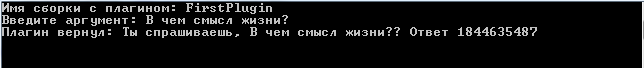 Имя сборки с плагином: FirstPlugin
Введите аргумент: В чем смысл жизни?
Плагин вернул: Ты спрашиваешь, В чем смысл жизни?? Ответ 1844635487